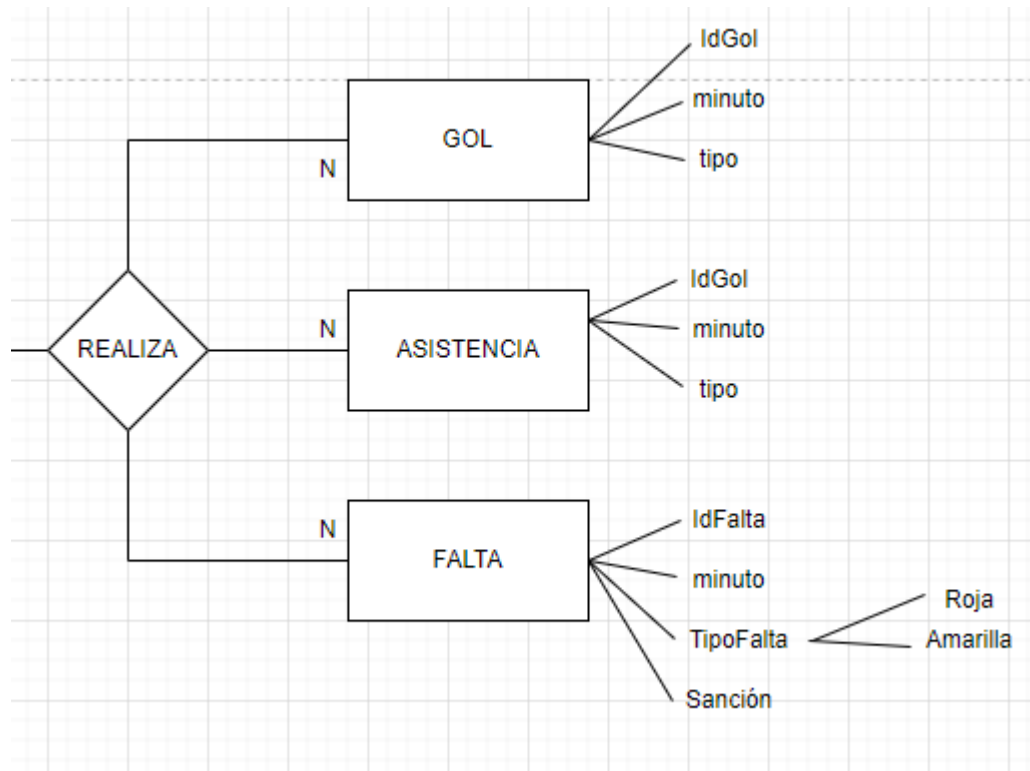 IdGol
minuto
tipo
GOL
N
IdGol
minuto
tipo
N
ASISTENCIA
REALIZA
N
FALTA
IdFalta
minuto
TipoFalta
Roja
Amarilla
Sanción